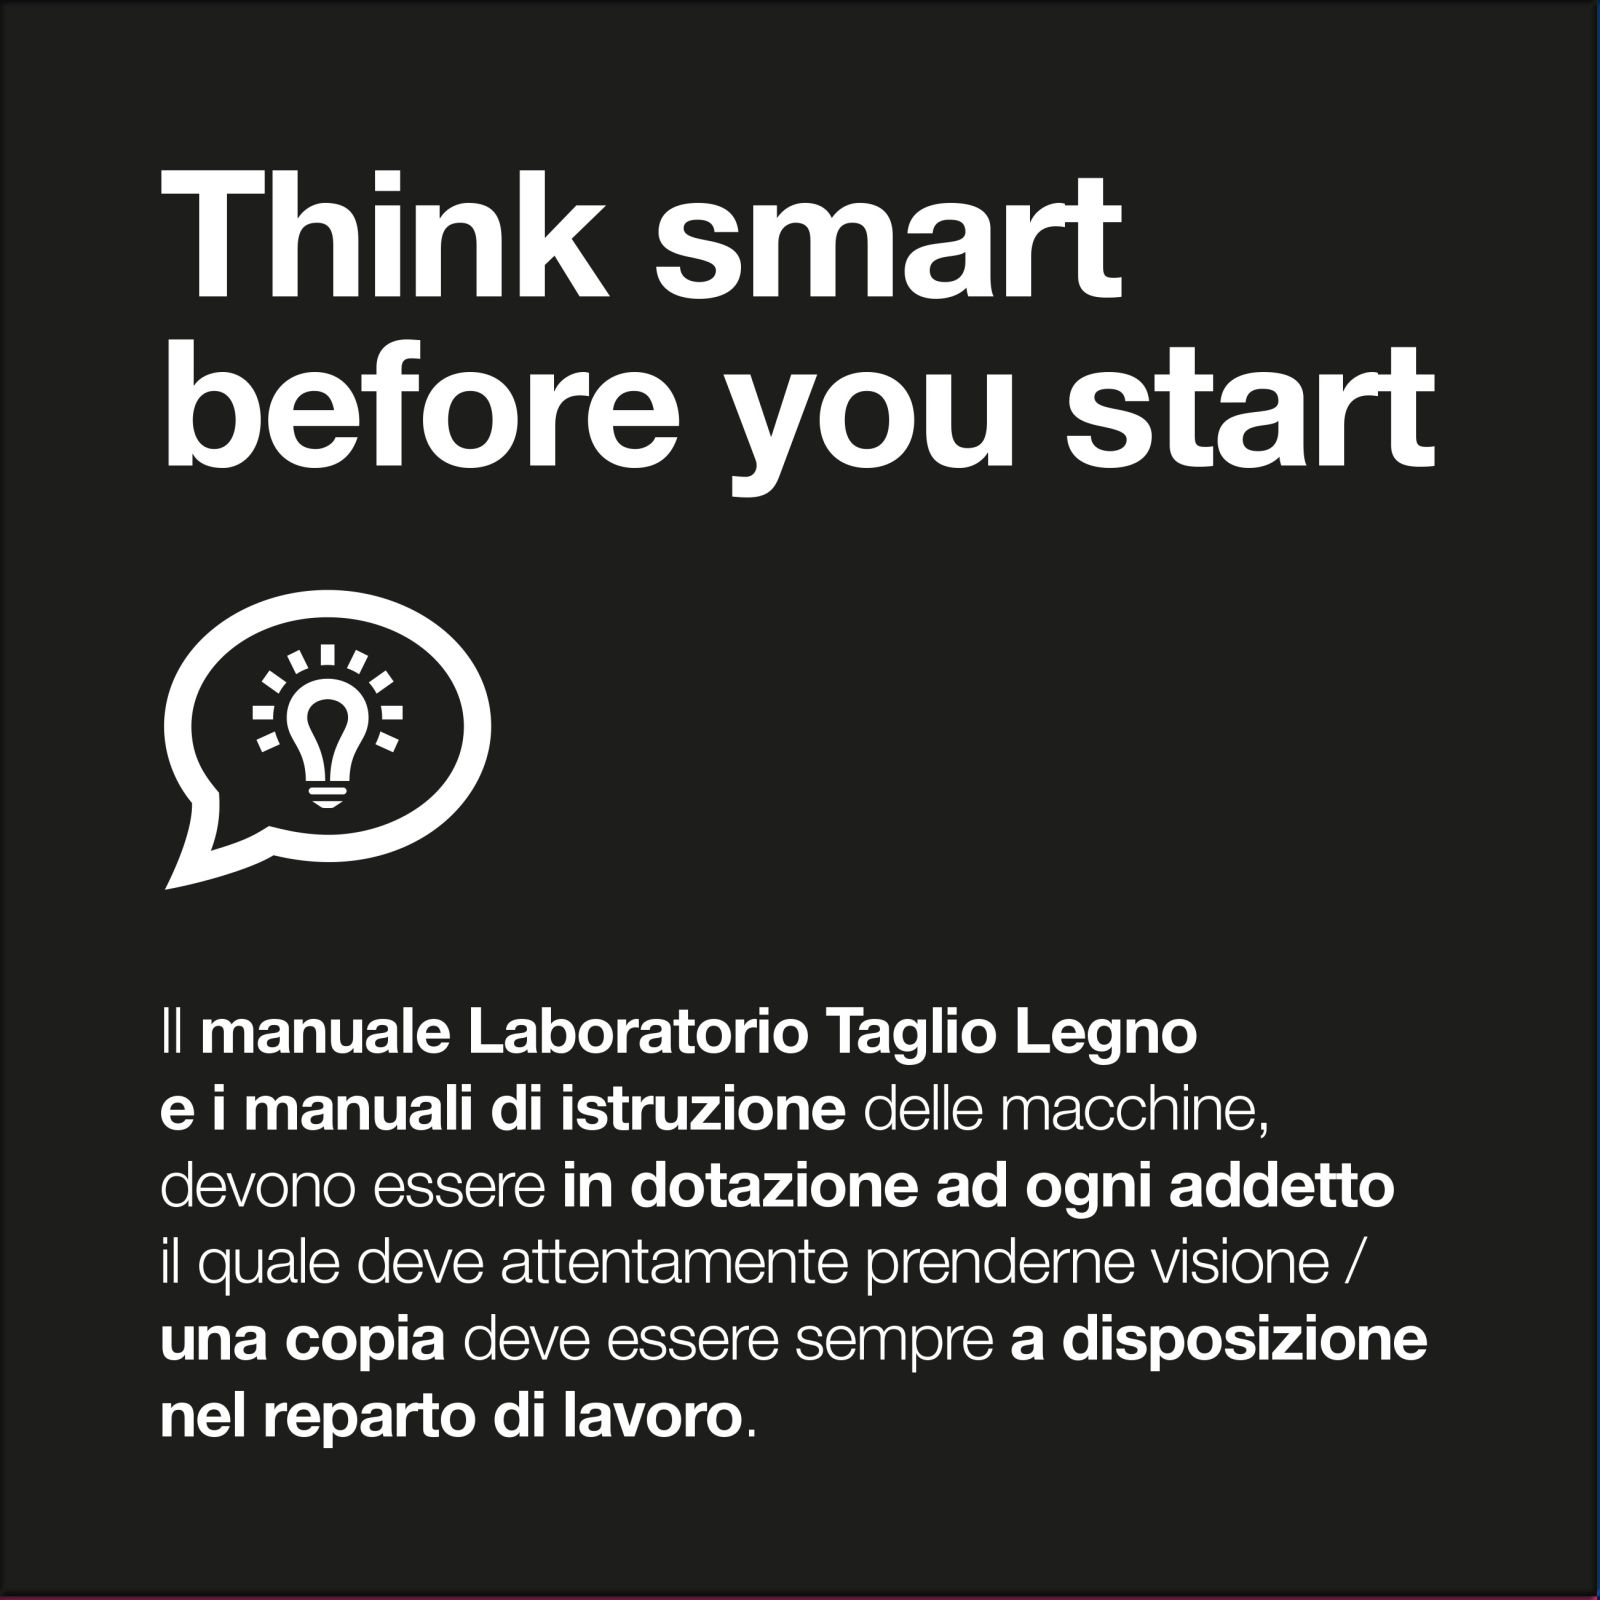 Think smart
before you start
Il manuale Laboratorio Taglio Legno
e i manuali di istruzione delle macchine,
devono essere in dotazione ad ogni addetto
il quale deve attentamente prenderne visione /
una copia deve essere sempre a disposizione
nel reparto di lavoro.